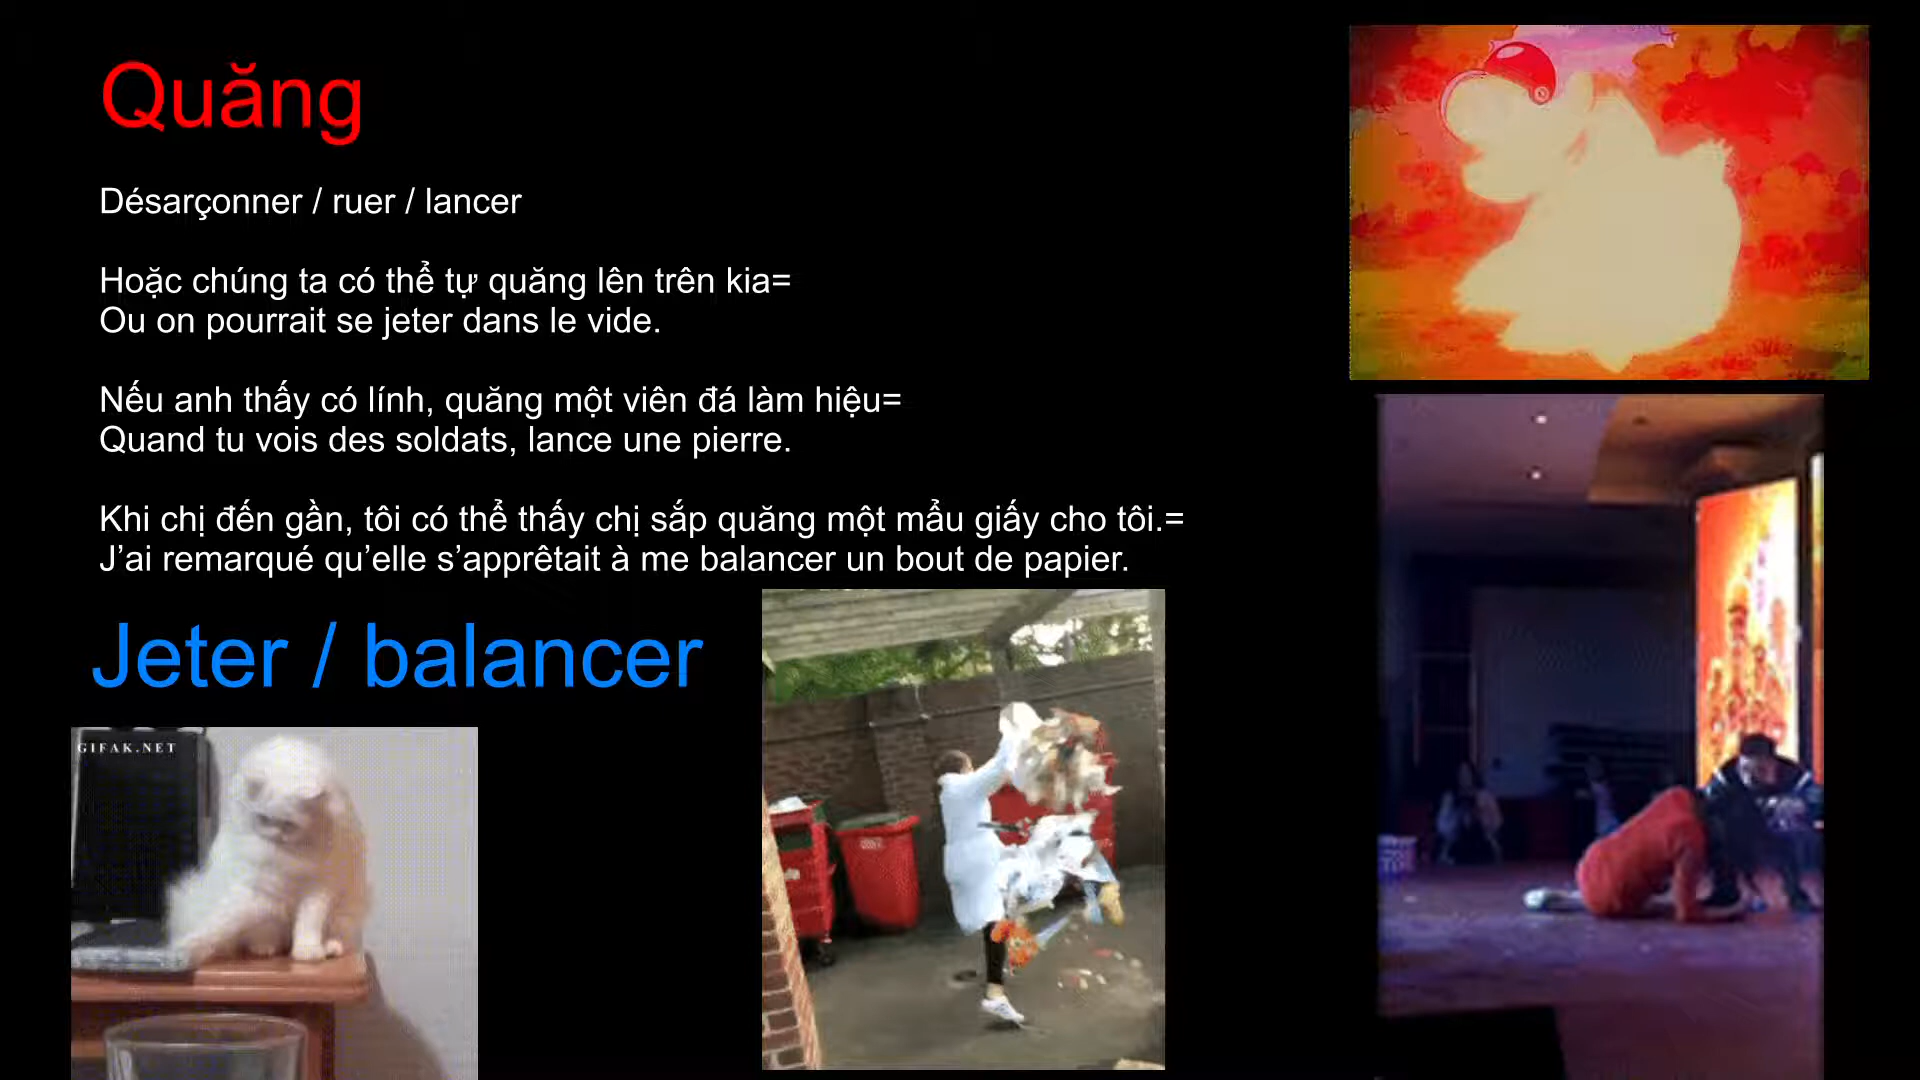 Quăng
Désarçonner / ruer / lancer
Hoặc chúng ta có thể tự quăng lên trên kia=
Ou on pourrait se jeter dans le vide.
Nếu anh thấy có lính, quăng một viên đá làm hiệu=
Quand tu vois des soldats, lance une pierre.
Khi chị đến gần, tôi có thể thấy chị sắp quăng một mẩu giấy cho tôi.=
J’ai remarqué qu’elle s’apprêtait à me balancer un bout de papier.
Jeter / balancer
GIFAK.NET